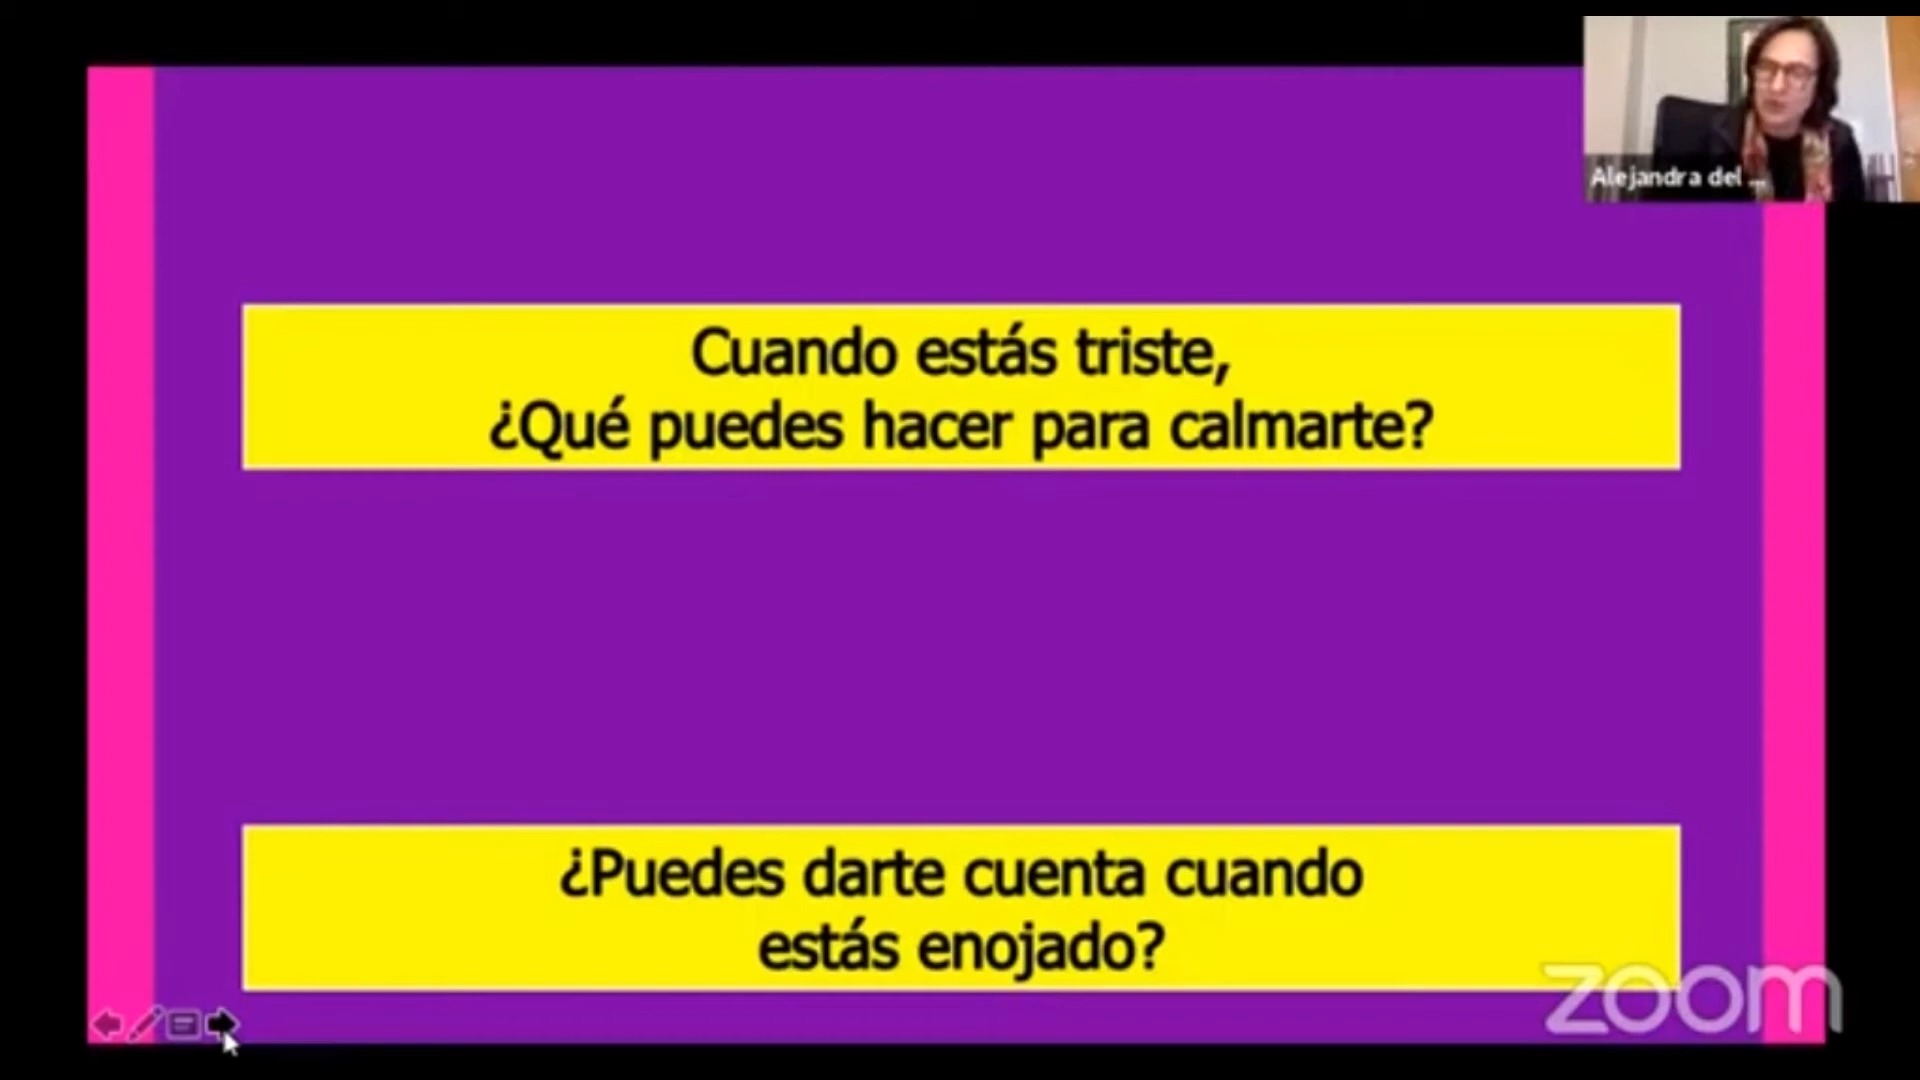 Alejandra del ...
Cuando estás triste,
¿Qué puedes hacer para calmarte?
¿Puedes darte cuenta cuando
estás enojado?
zoom